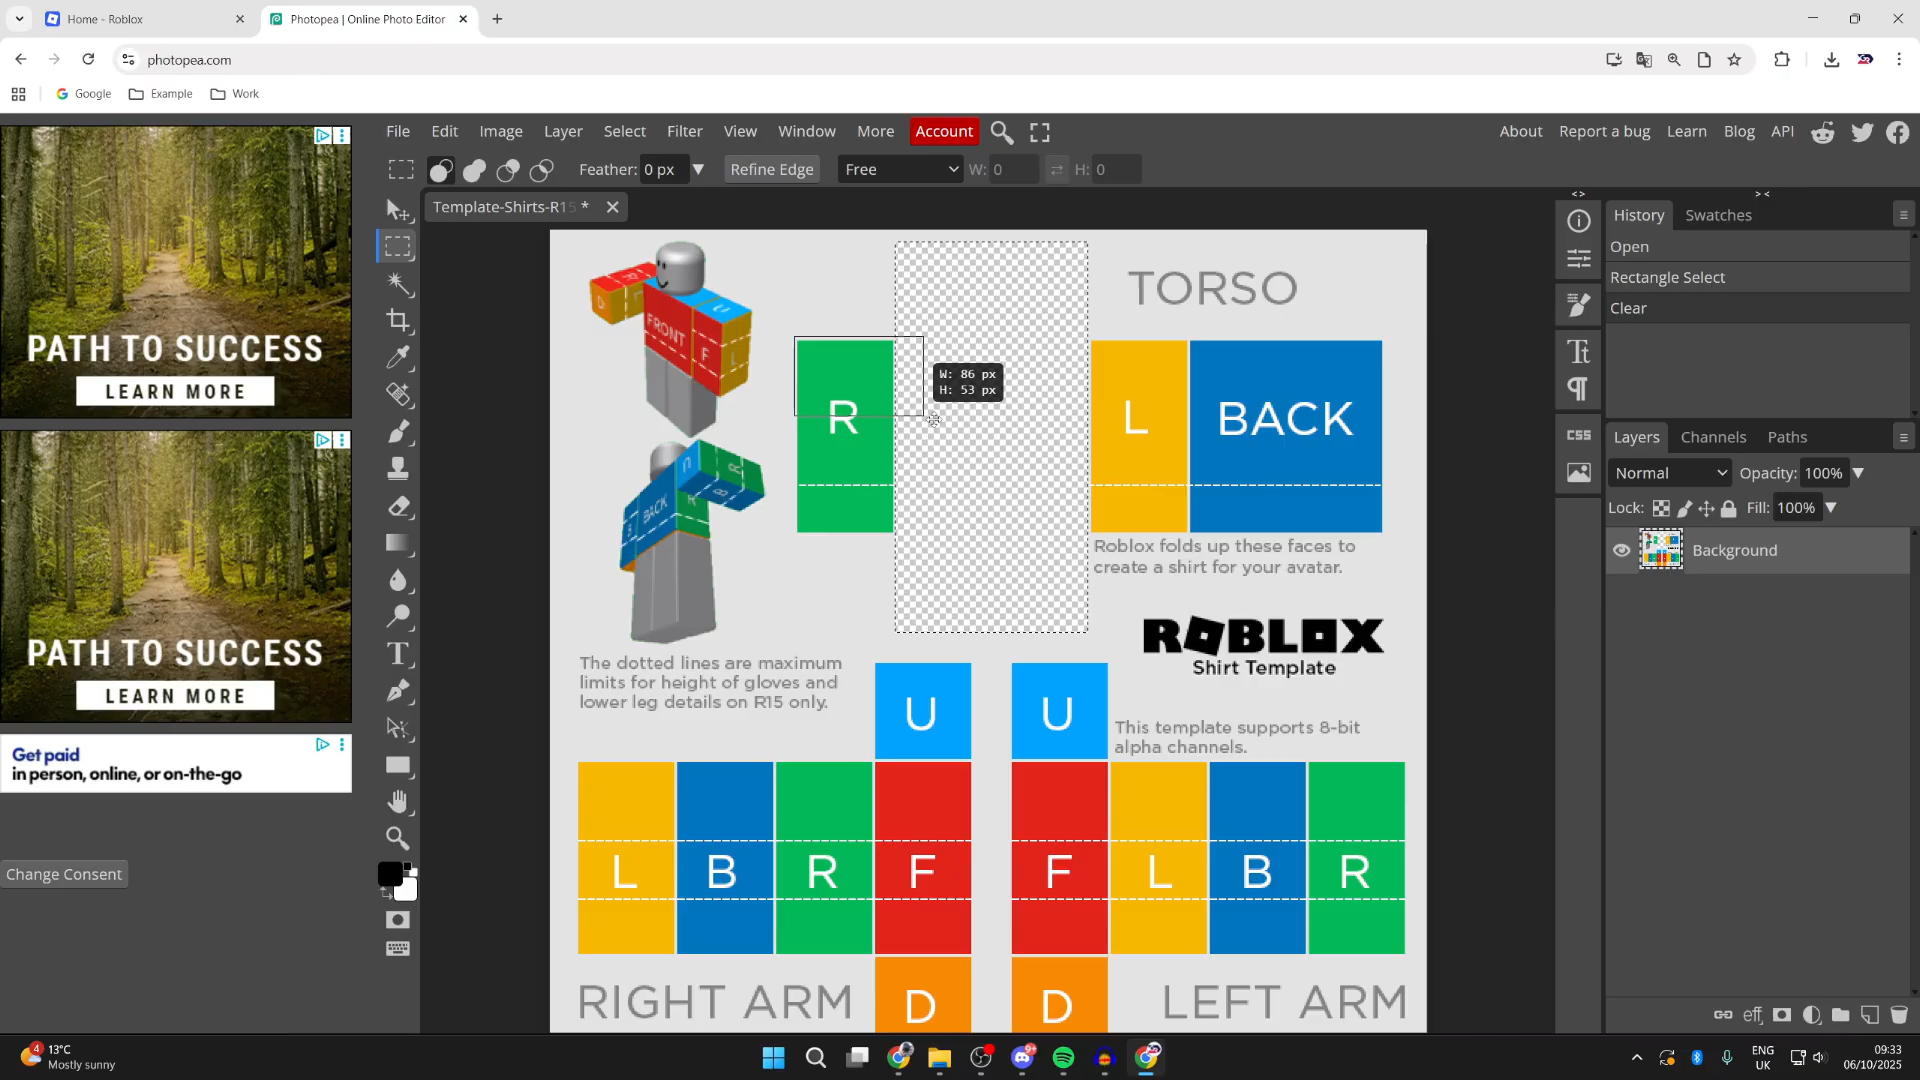 Home - Roblox
Photopea | Online Photo Editor
photopea.com
Google
Example
Work
File
Edit
Image
Layer
Select
Filter
View
Window
More
Account
About
Report a bug
Learn
Blog
API
Feather: 0 px
Refine Edge
Free
W: 0
H: 0
Template-Shirts-R15 *
PATH TO SUCCESS
LEARN MORE
PATH TO SUCCESS
LEARN MORE
Get paid
in person, online, or on-the-go
Change Consent
TORSO
FRONT
F
L
U
D
R
BACK
R
B
R
W: 86 px
H: 53 px
L
BACK
Roblox folds up these faces to
create a shirt for your avatar.
ROBLOX
Shirt Template
The dotted lines are maximum
limits for height of gloves and
lower leg details on R15 only.
U
U
This template supports 8-bit
alpha channels.
L
B
R
F
F
L
B
R
RIGHT ARM
D
D
LEFT ARM
< >
> <
History
Swatches
Open
Rectangle Select
Clear
CSS
Layers
Channels
Paths
Normal
Opacity: 100%
Lock:
Fill: 100%
Background
eff
4
13°C
Mostly sunny
9+
ENG
UK
09:33
06/10/2025